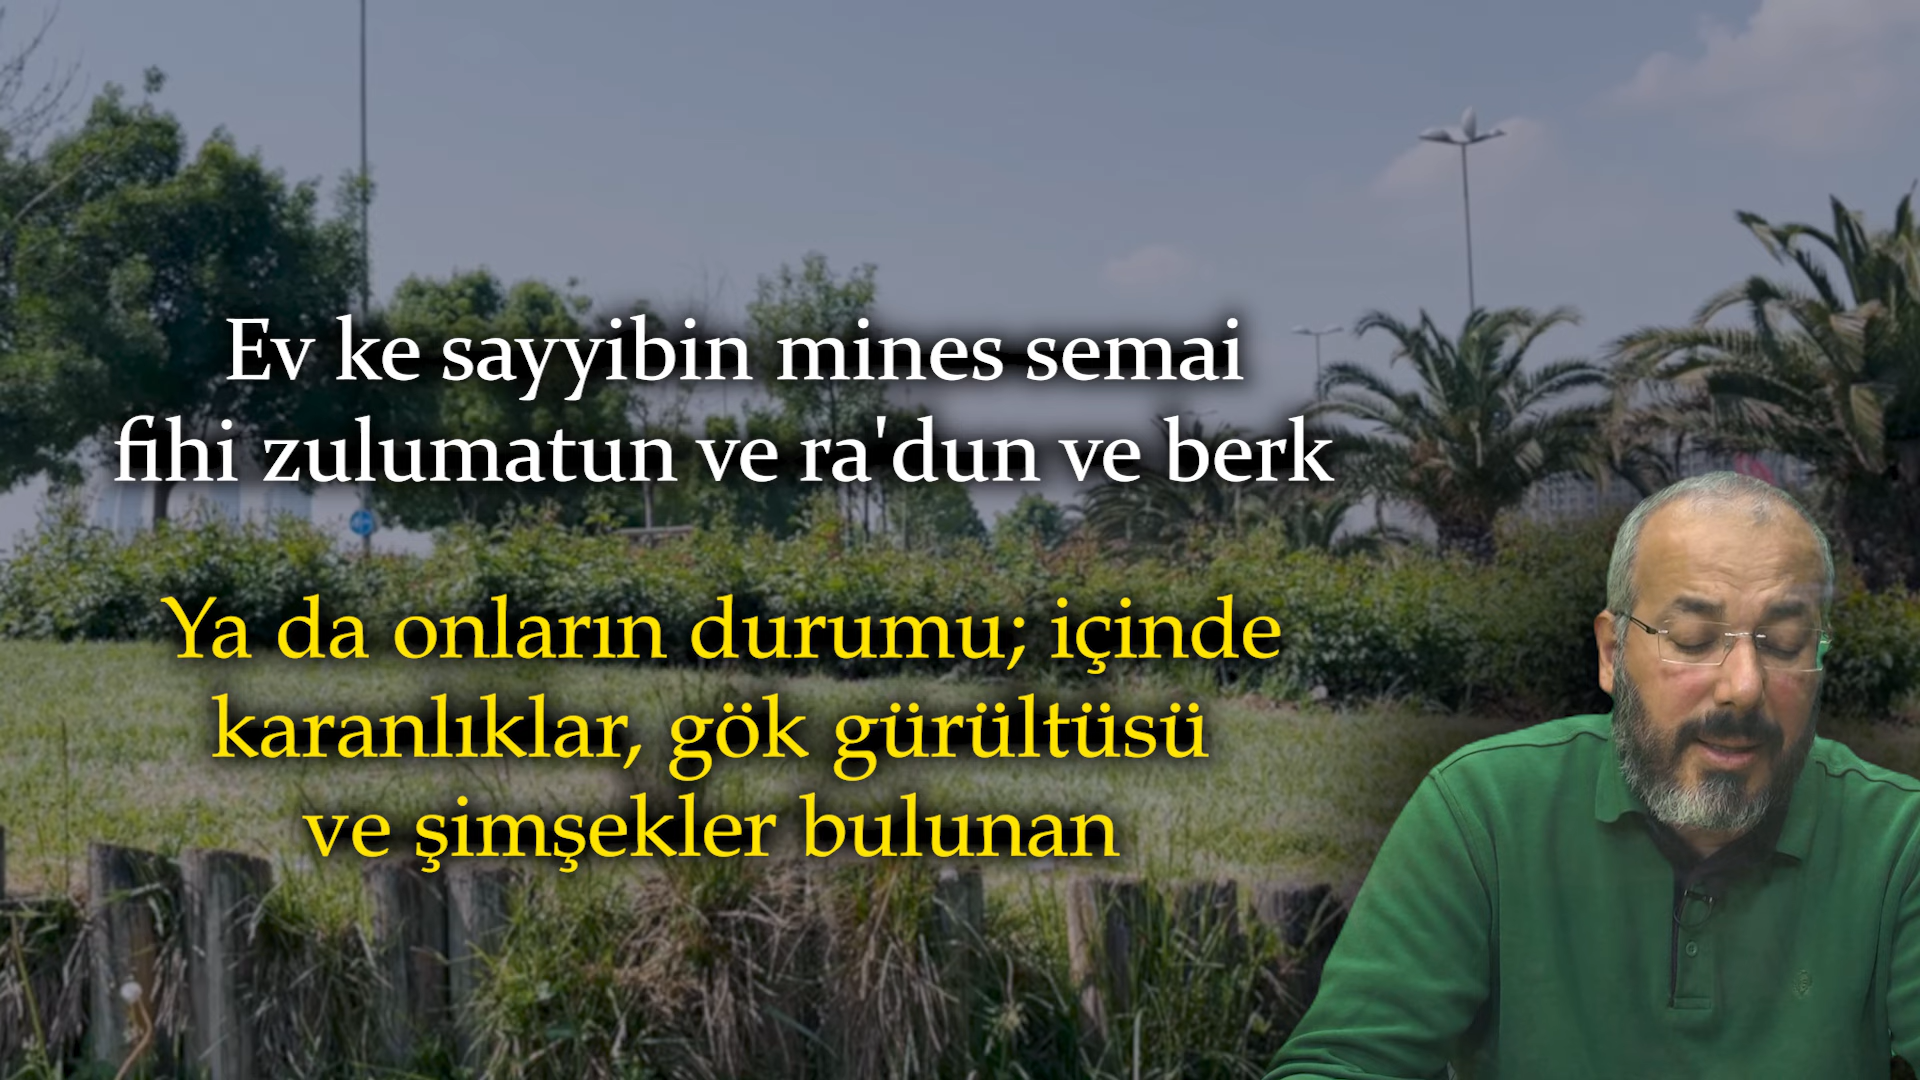 Ev ke sayyibin mines semai
fihi zulumatun ve ra'dun ve berk
Ya da onların durumu; içinde
karanlıklar, gök gürültüsü
ve şimşekler bulunan